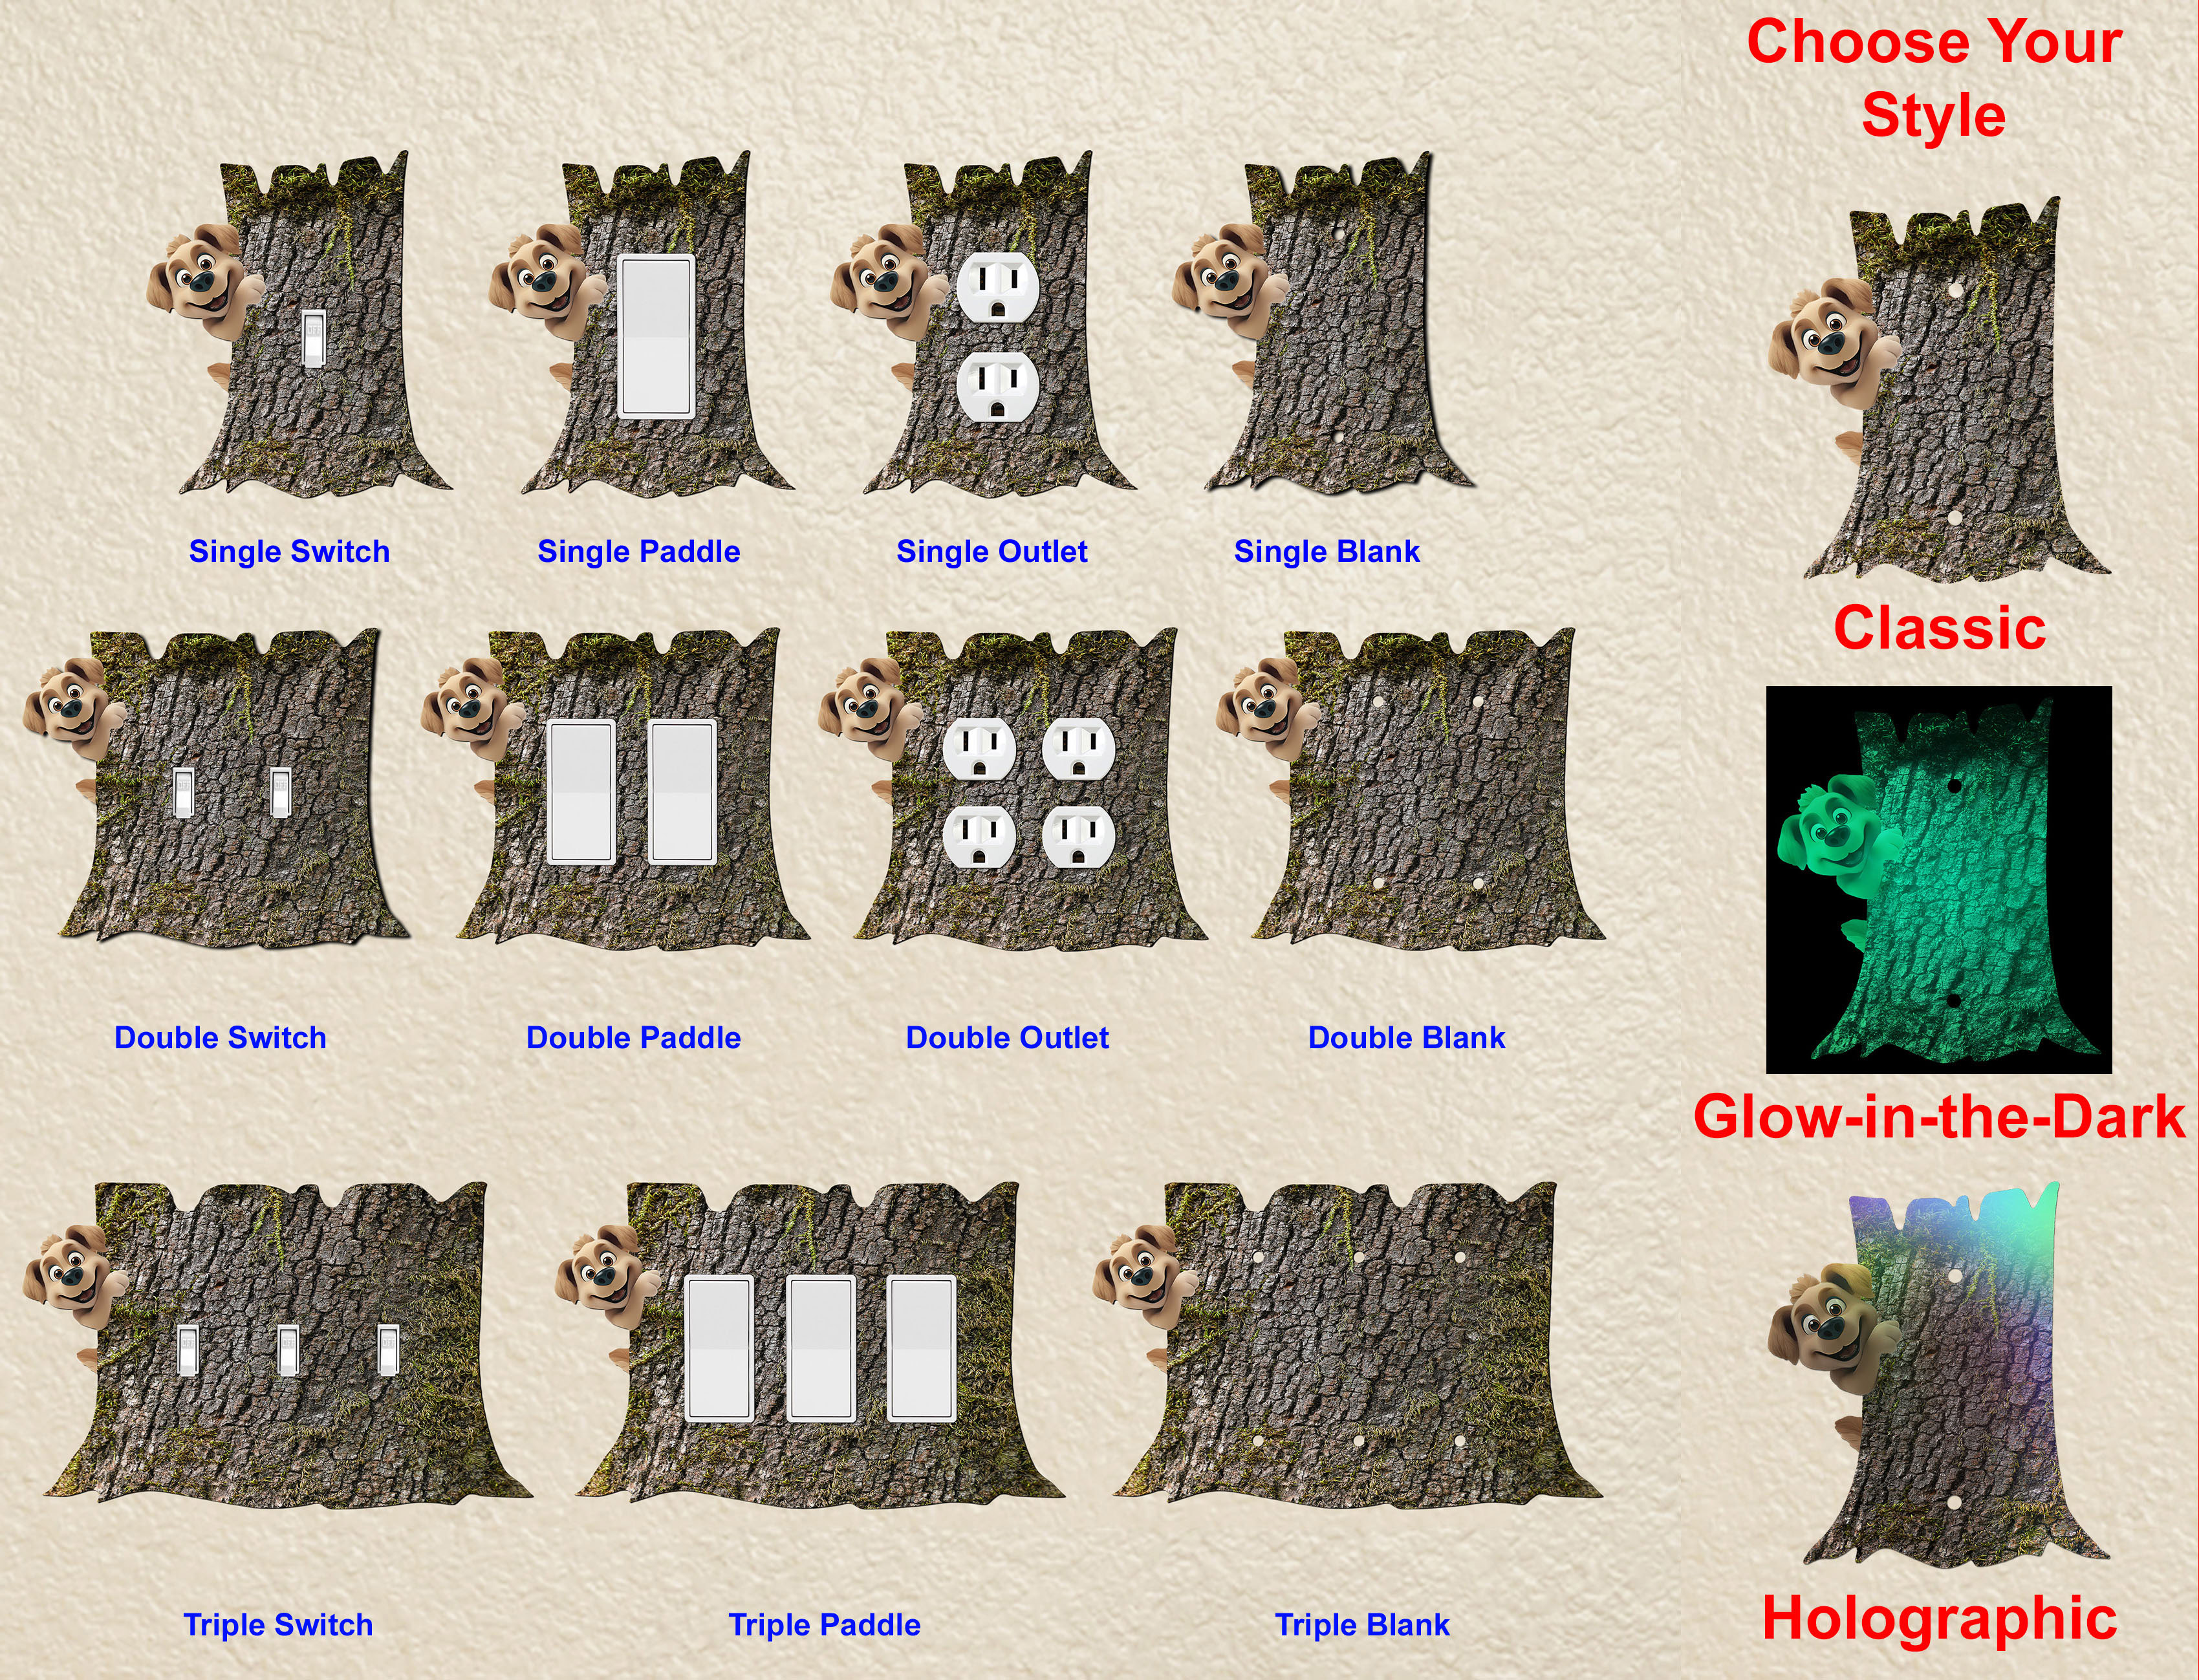 Choose Your
Style
Single Switch
Single Paddle
Single Outlet
Single Blank
Classic
Double Switch
Double Paddle
Double Outlet
Double Blank
Glow-in-the-Dark
Triple Switch
Triple Paddle
Triple Blank
Holographic